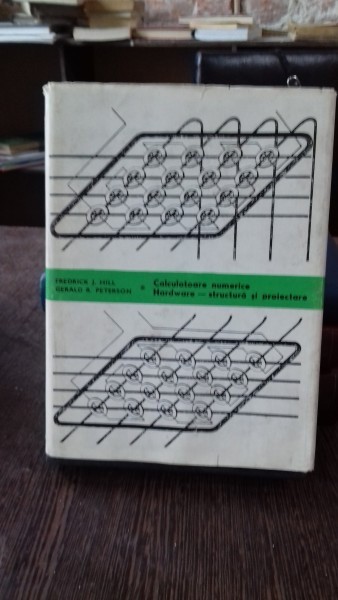 FREDRICK J. HILL
GERALD R. PETERSON
Calculatoare numerice
Hardware — structură și proiectare